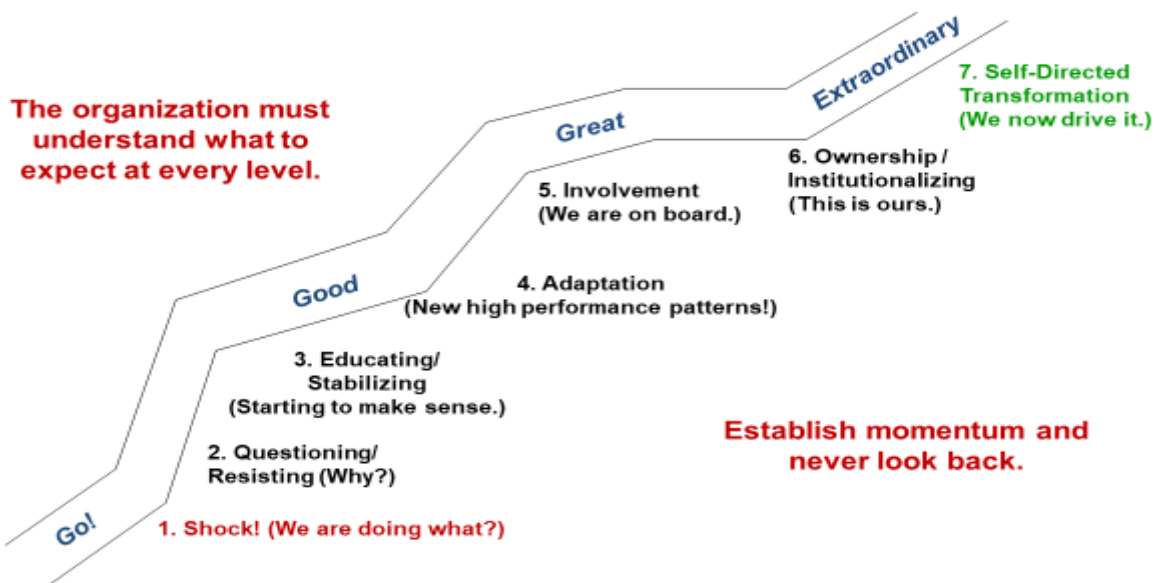 Extraordinary
7. Self-Directed
Transformation
(We now drive it.)
The organization must
understand what to
expect at every level.
Great
6. Ownership /
Institutionalizing
(This is ours.)
5. Involvement
(We are on board.)
Good
4. Adaptation
(New high performance patterns!)
3. Educating/
Stabilizing
(Starting to make sense.)
Establish momentum and
never look back.
2. Questioning/
Resisting (Why?)
Go!
1. Shock! (We are doing what?)